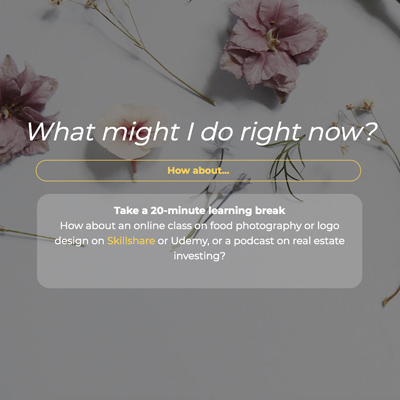 What might I do right now?
How about...
Take a 20-minute learning break
How about an online class on food photography or logo
design on Skillshare or Udemy, or a podcast on real estate
investing?